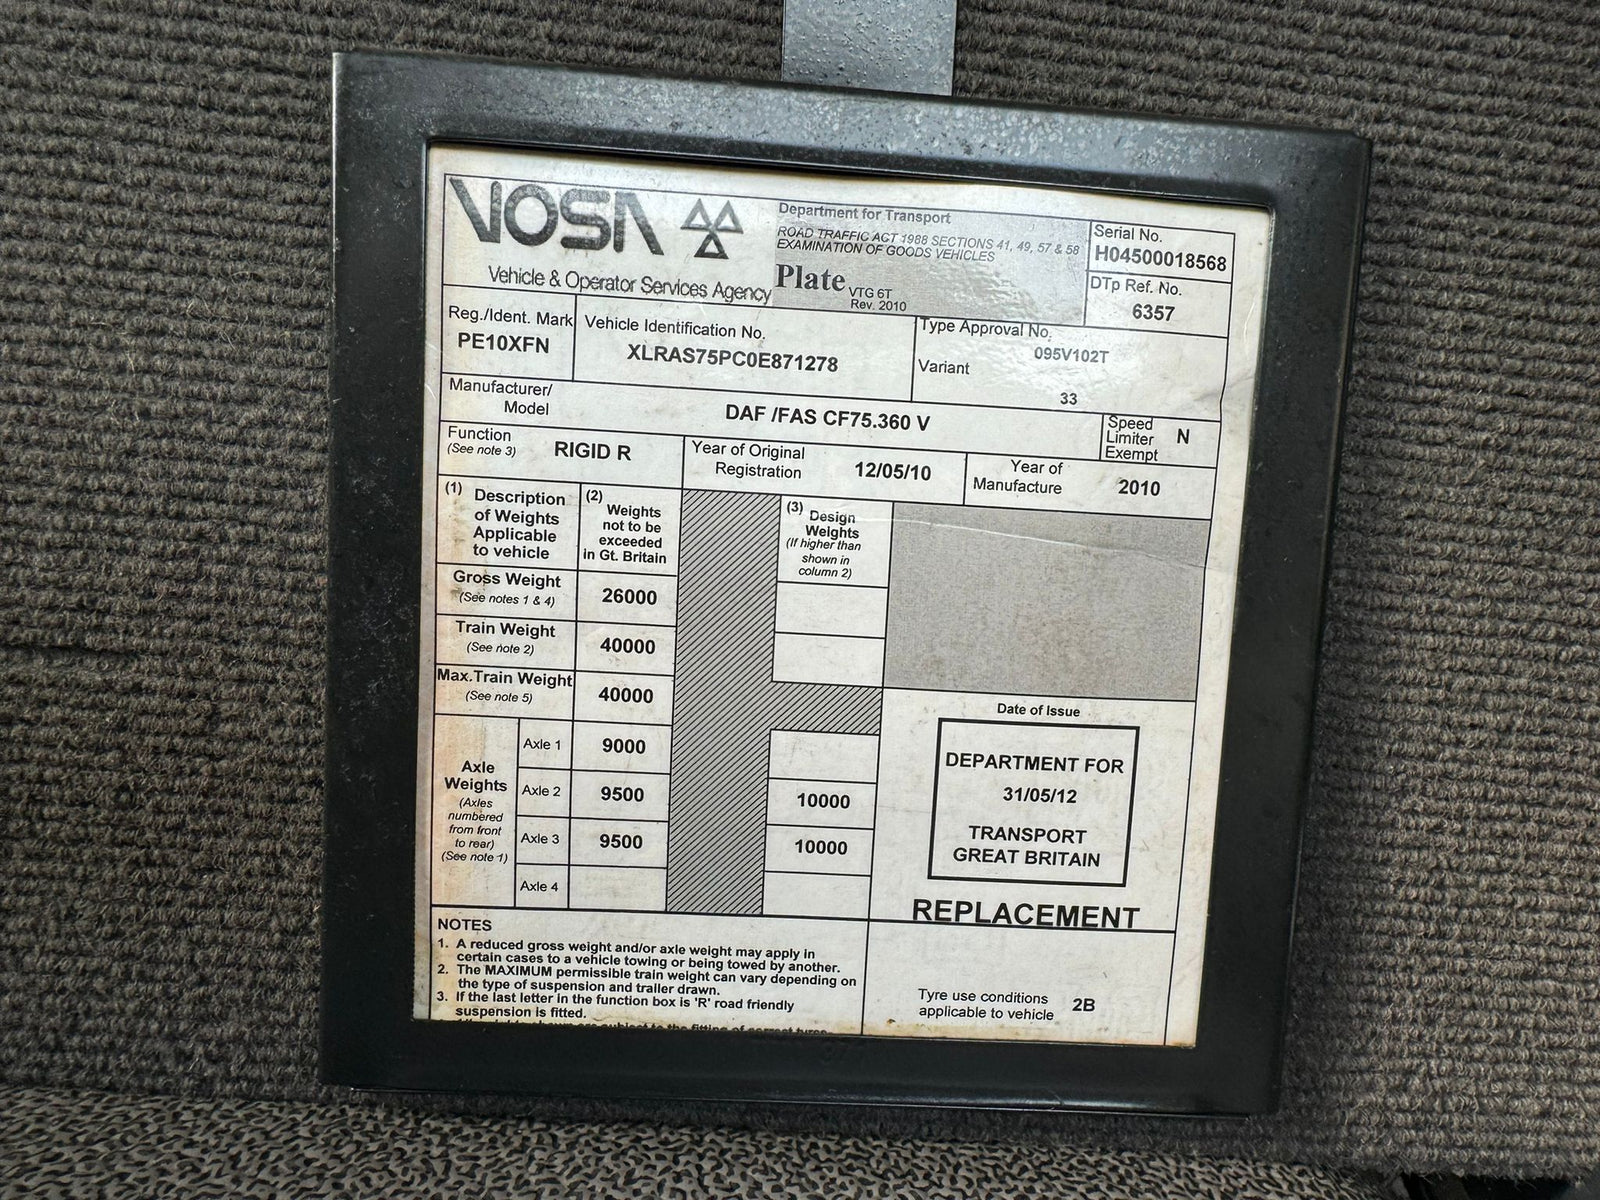 VOSA
Vehicle & Operator Services Agency
Department for Transport
ROAD TRAFFIC ACT 1988 SECTIONS 41, 49, 57 & 58
EXAMINATION OF GOODS VEHICLES
Plate VTG 6T
Rev. 2010
Serial No.
H04500018568
DTp Ref. No.
6357
Reg./Ident. Mark
PE10XFN
Vehicle Identification No.
XLRAS75PC0E871278
Type Approval No.
095V102T
Variant
33
Manufacturer/
Model
DAF /FAS CF75.360 V
Speed
Limiter
Exempt
N
Function
(See note 3)
RIGID R
Year of Original
Registration
12/05/10
Year of
Manufacture
2010
(1) Description
of Weights
Applicable
to vehicle
(2) Weights
not to be
exceeded
in Gt. Britain
(3) Design
Weights
(If higher than
shown in
column 2)
Gross Weight
(See notes 1 & 4)
26000
Train Weight
(See note 2)
40000
Max.Train Weight
(See note 5)
40000
Axle
Weights
(Axles
numbered
from front
to rear)
(See note 1)
Axle 1 9000
Axle 2 9500 10000
Axle 3 9500 10000
Axle 4
Date of Issue
DEPARTMENT FOR
31/05/12
TRANSPORT
GREAT BRITAIN
REPLACEMENT
NOTES
1. A reduced gross weight and/or axle weight may apply in
certain cases to a vehicle towing or being towed by another.
2. The MAXIMUM permissible train weight can vary depending on
the type of suspension and trailer drawn.
3. If the last letter in the function box is 'R' road friendly
suspension is fitted.
subject to the fitting of correct tyres
Tyre use conditions
applicable to vehicle
2B